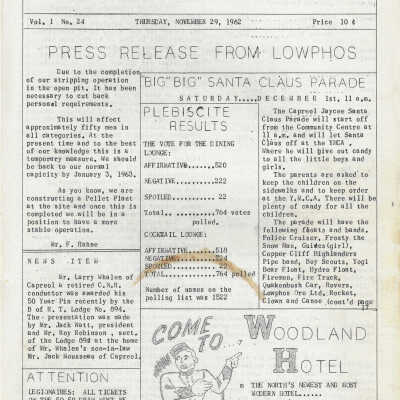 Vol. 1 No. 24 THURSDAY, NOVEMBER 29, 1962 Price 10 ¢
PRESS RELEASE FROM LOWPHOS
Due to the completion
of our stripping operation
is the open pit, it has been
necessary to cut back
personal requirements.
This will affect
approximately fifty men in
all categories. At the
present time and to the best
of our knowledge this is a
temporary measure. We should
be back to our normal
capacity by January 3, 1963.
As you know, we are
constructing a Pellet Plant
at the site and once this is
completed we will be in a
position to have a more
stable operation.
Mr. F. Hahne
NEWS ITEM
Mr. Larry Whalen of
Capreol a retired C.N.R.
conductor was awarded his
50 Year Pin recently by the
B of R.T. Lodge No. 894.
The presentation was made
by Mr. Jack Watt, president
and Mr. Roy Robinson, sect.
of the Lodge 894 at the home
of Mr. Whalen's son-in-law
Mr. Jack Moussseau of Capreol.
ATTENTION
LEGIONAIRES: ALL TICKETS
"BIG" BIG" SANTA CLAUS PARADE
SATURDAY....DECEMBER 1st, 11 a.m.
PLEBISCITE
RESULTS
THE VOTE FOR THE DINING
LOUNGE:
AFFIRMATIVE.......520
NEGATIVE..........222
SPOILED........... 22
Total.. ..........764 votes
polled.
COCKTAIL LOUNGE:
AFFIRMATIVE.......518
NEGATIVE..........224
SPOILED........... 22
TOTAL.............764 polled
Number of names on the
polling list was 1522
The Capreol Jaycee Santa
Claus Parade will start off
from the Community Centre at
11 a.m. and will let Santa
Claus off at the YMCA.
Where he will give out candy
to all the little boys and
girls.
The parents are asked to
keep the children on the
sidewalks and to keep order
at the Y.M.C.A. There will be
plenty of candy for all the
children.
The parade will have the
following floats and bands,
Police Cruiser, Frosty the
Snow Man, Guides(girl),
Copper Cliff Highlanders
Pipe band, Boy Scouts, Yogi
Bear Float, Hydro Float,
Firemen, Fire Truck,
Quakenbush Car, Rovers,
Lowphos Ore Ltd, Rocket,
Clown and Canoe (cont'd page
COME
TO
WOODLAND
HOTEL
THE NORTH'S NEWEST AND MOST
MODERN HOTEL......